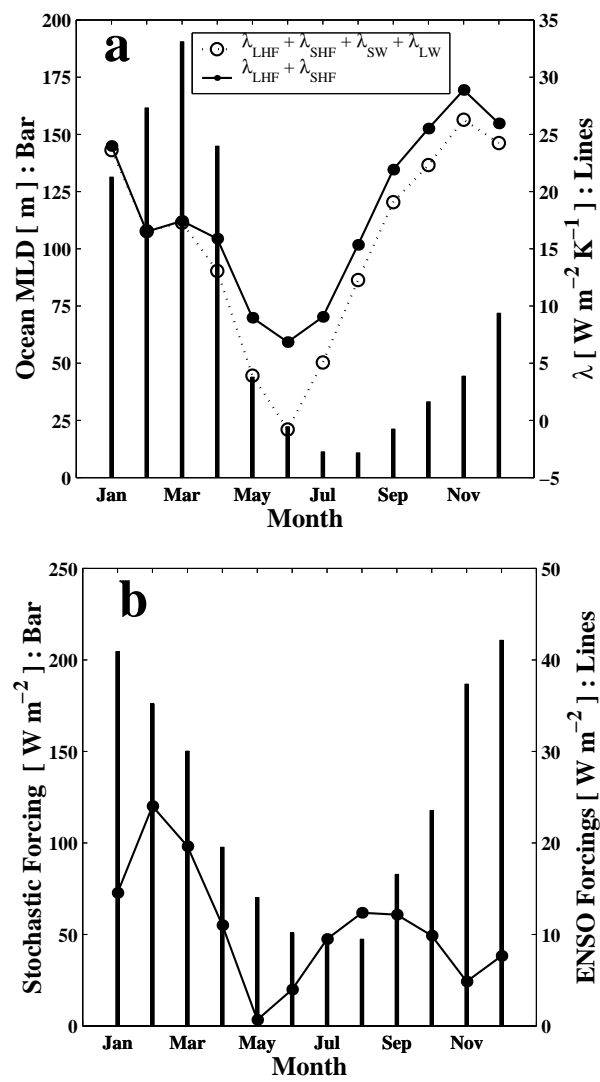 a
λLHF + λSHF + λSW + λLW
λLHF + λSHF
200
175
150
125
100
75
50
25
0
Ocean MLD [ m ] : Bar
35
30
25
20
15
10
5
0
−5
λ [ W m−2 K−1 ] : Lines
Jan Mar May Jul Sep Nov
Month
b
250
200
150
100
50
0
Stochastic Forcing [ W m−2 ] : Bar
50
40
30
20
10
0
ENSO Forcings [ W m−2 ] : Lines
Jan Mar May Jul Sep Nov
Month